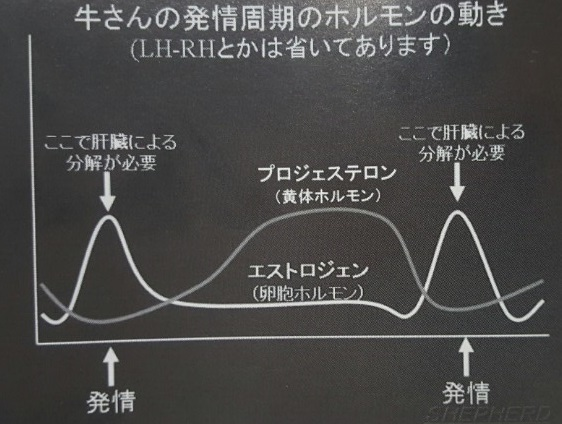 牛さんの発情周期のホルモンの動き
(LH-RHとかは省いてあります)
ここで肝臓による
分解が必要
ここで肝臓による
分解が必要
プロジェステロン
(黄体ホルモン)
エストロジェン
(卵胞ホルモン)
発情
発情
SHEPHERD